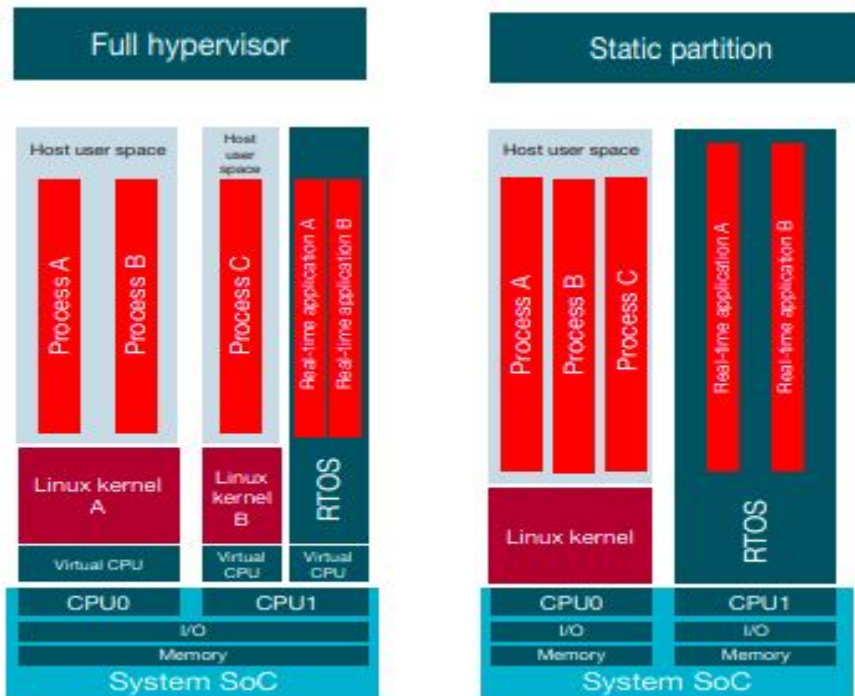 Full hypervisor
Host user space
Process A
Process B
Linux kernel
A
Virtual CPU
Host
user
space
Process C
Linux
kernel
B
Virtual
CPU
Real-time application A
Real-time application B
RTOS
Virtual
CPU
CPU0
CPU1
I/O
Memory
System SoC
Static partition
Host user space
Process A
Process B
Process C
Linux kernel
Real-time application A
Real-time application B
RTOS
CPU0
CPU1
I/O
I/O
Memory
Memory
System SoC